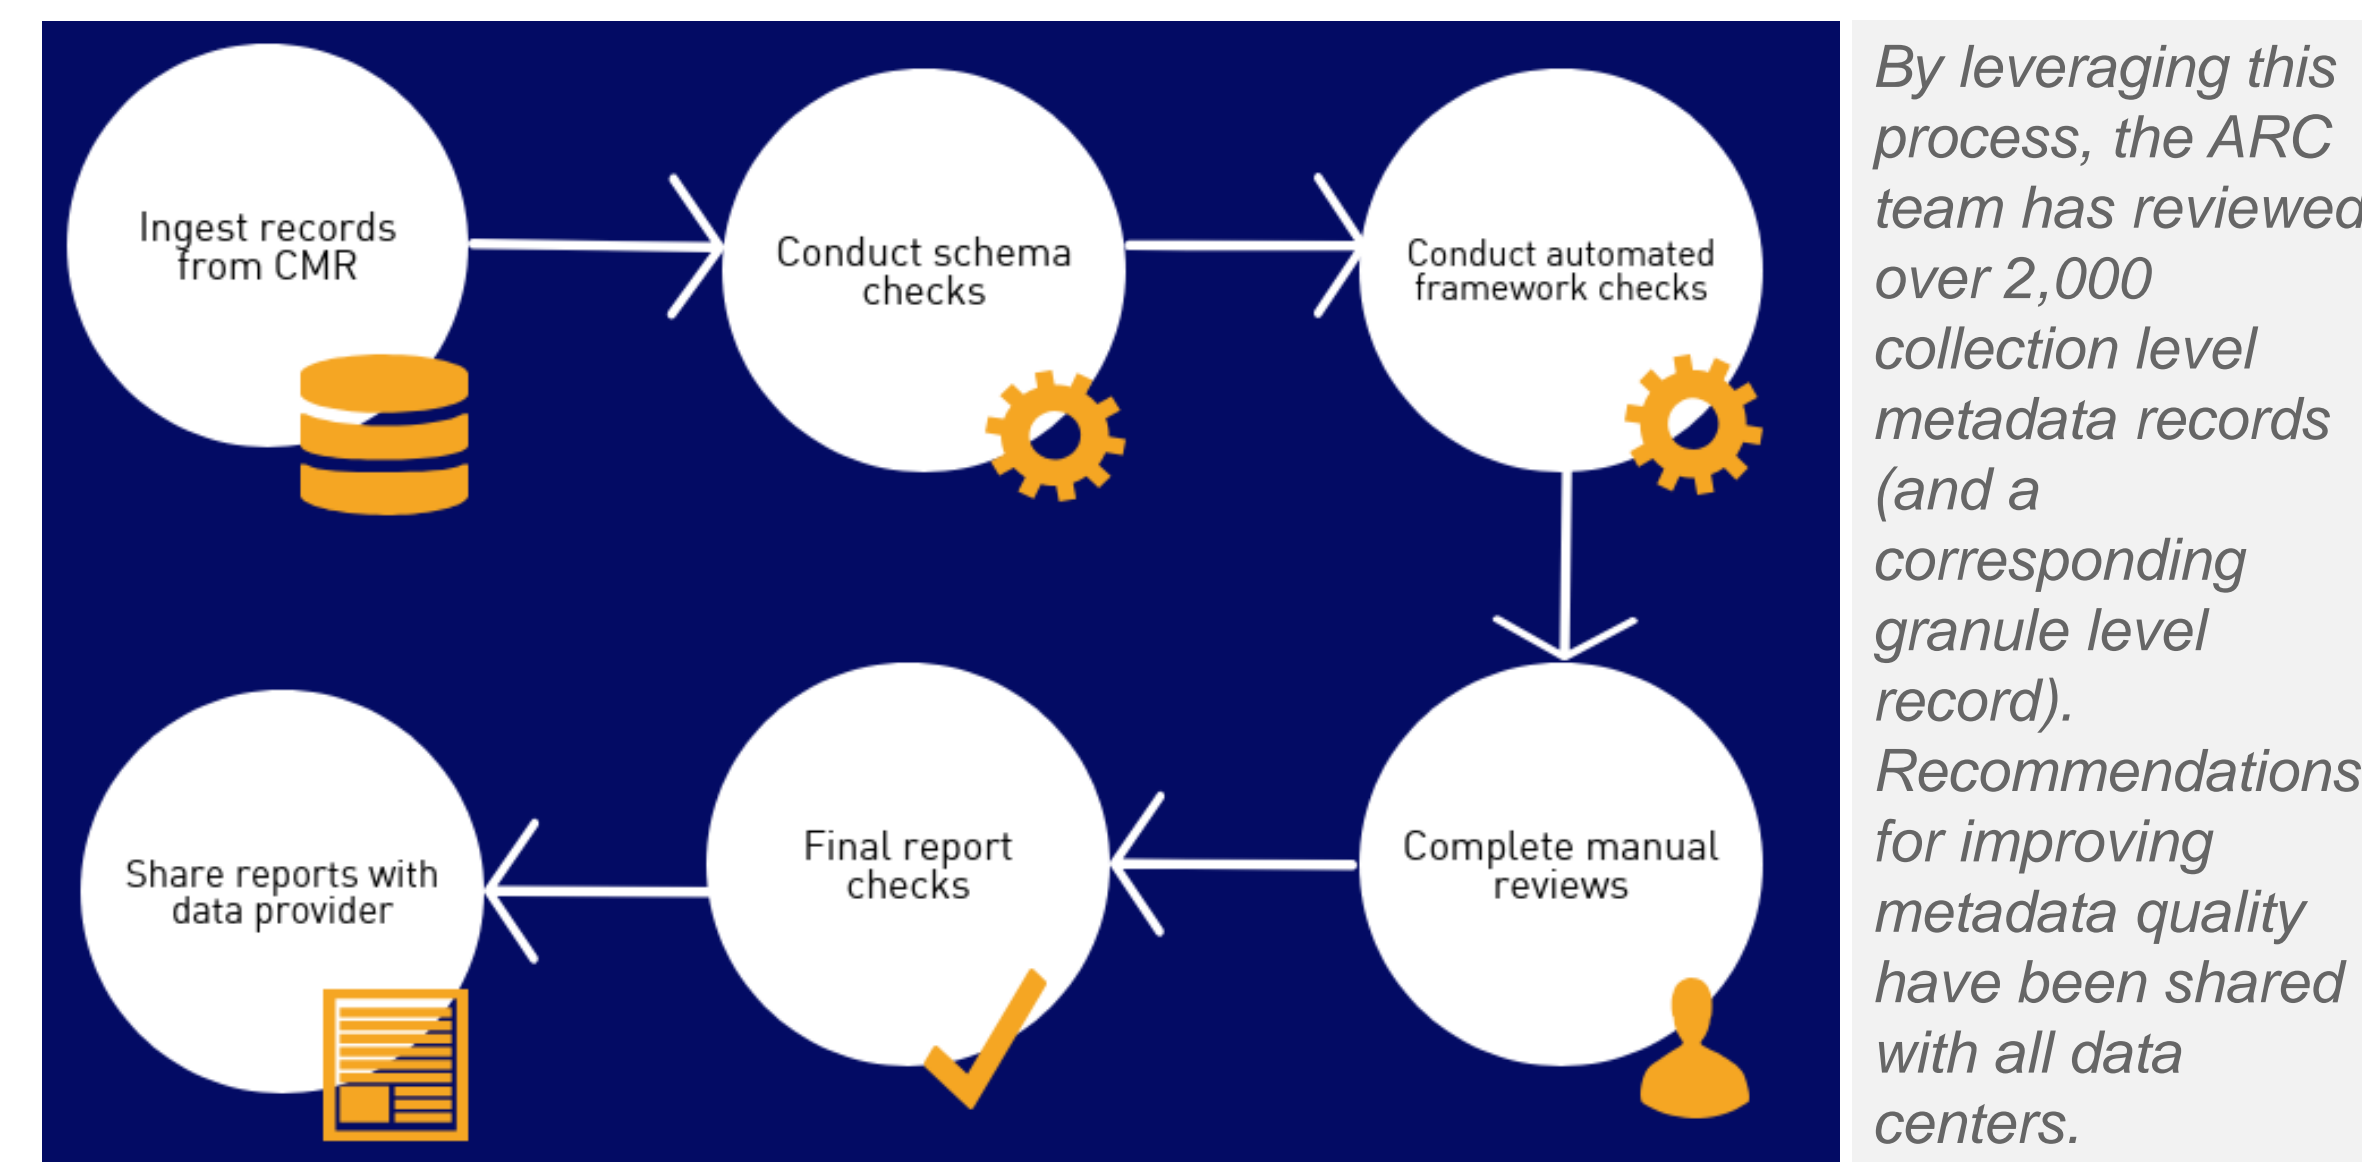 Ingest records
from CMR
Conduct schema
checks
Conduct automated
framework checks
Complete manual
reviews
Final report
checks
Share reports with
data provider
By leveraging this
process, the ARC
team has reviewed
over 2,000
collection level
metadata records
(and a
corresponding
granule level
record).
Recommendations
for improving
metadata quality
have been shared
with all data
centers.